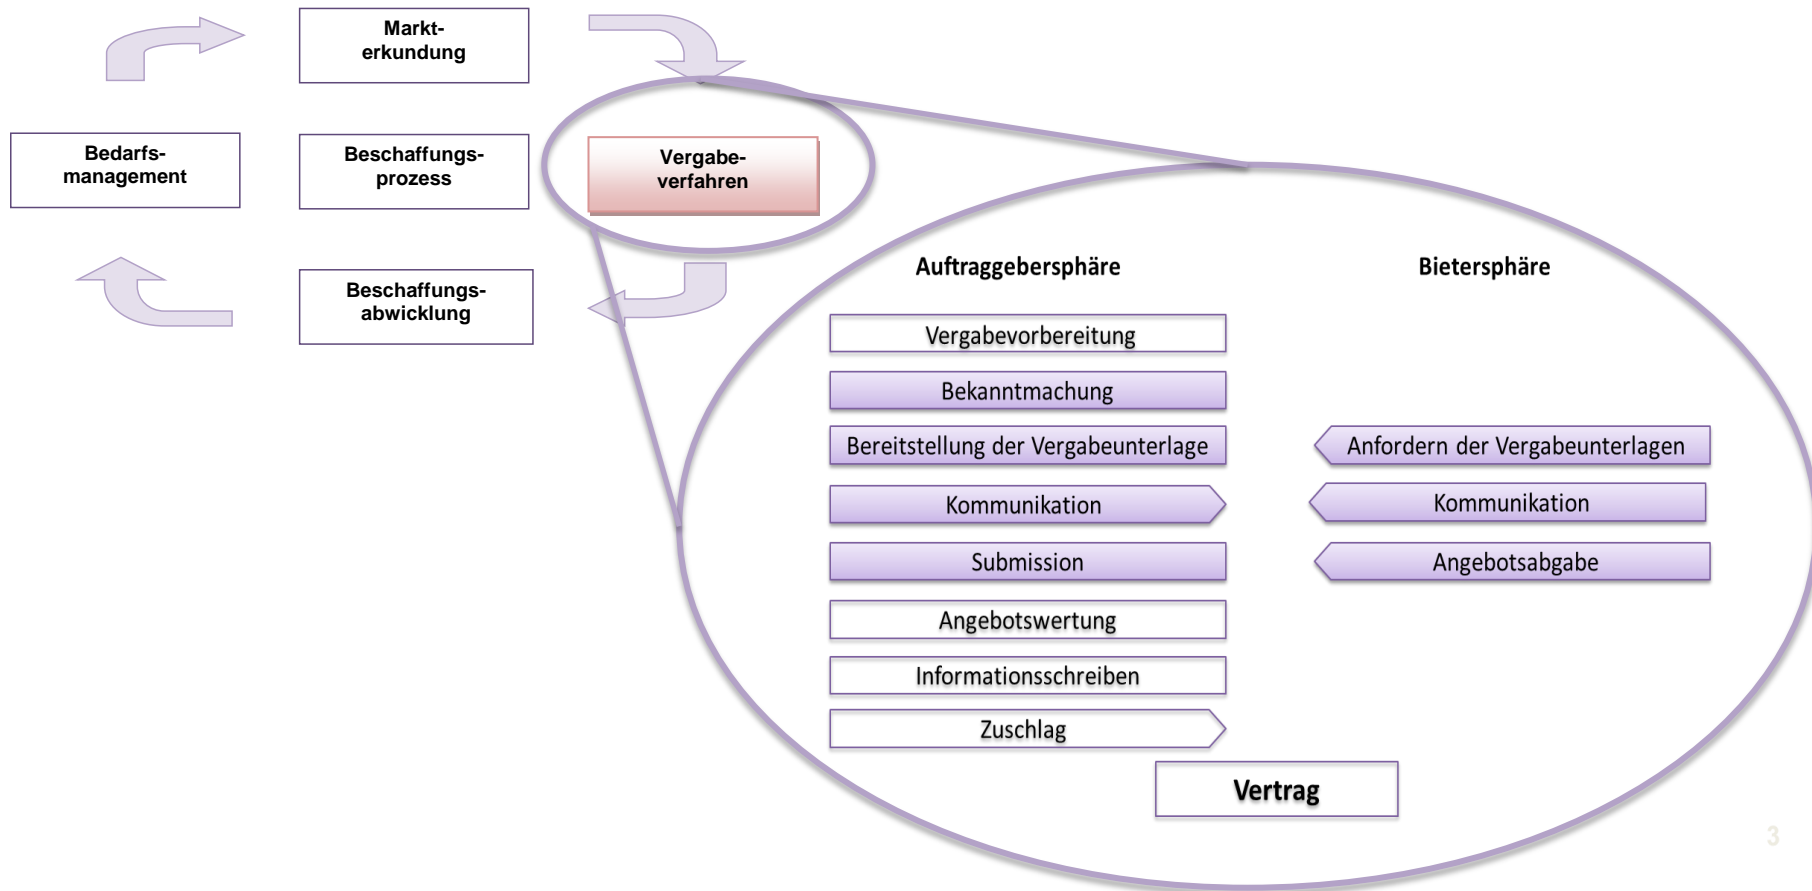 Markt-
erkundung
Bedarfs-
management
Beschaffungs-
prozess
Vergabe-
verfahren
Beschaffungs-
abwicklung
Auftraggebersphäre
Bietersphäre
Vergabevorbereitung
Bekanntmachung
Bereitstellung der Vergabeunterlage
Anfordern der Vergabeunterlagen
Kommunikation
Kommunikation
Submission
Angebotsabgabe
Angebotswertung
Informationsschreiben
Zuschlag
Vertrag
3